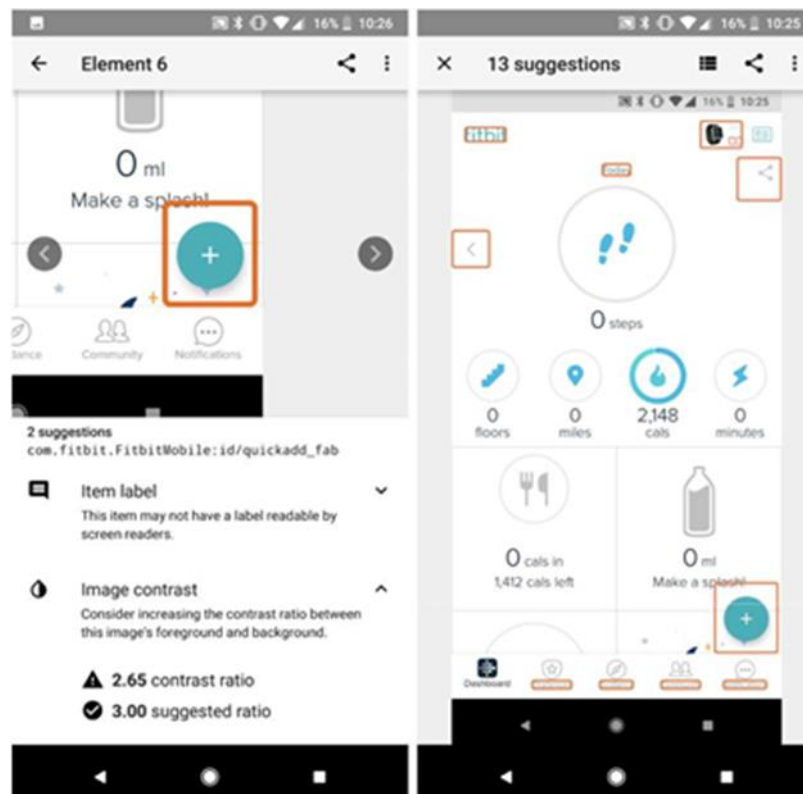 16% 10:26
Element 6
0 ml
Make a splash!
Community
Notifications
2 suggestions
com.fitbit.FitbitMobile:id/quickadd_fab
Item label
This item may not have a label readable by
screen readers.
Image contrast
Consider increasing the contrast ratio between
this image's foreground and background.
2.65 contrast ratio
3.00 suggested ratio
16% 10:25
13 suggestions
16% 10:25
fitbit
Today
0 steps
0
floors
0
miles
2,148
cals
0
minutes
0 cals in
1,412 cals left
0 ml
Make a splash!
Dashboard